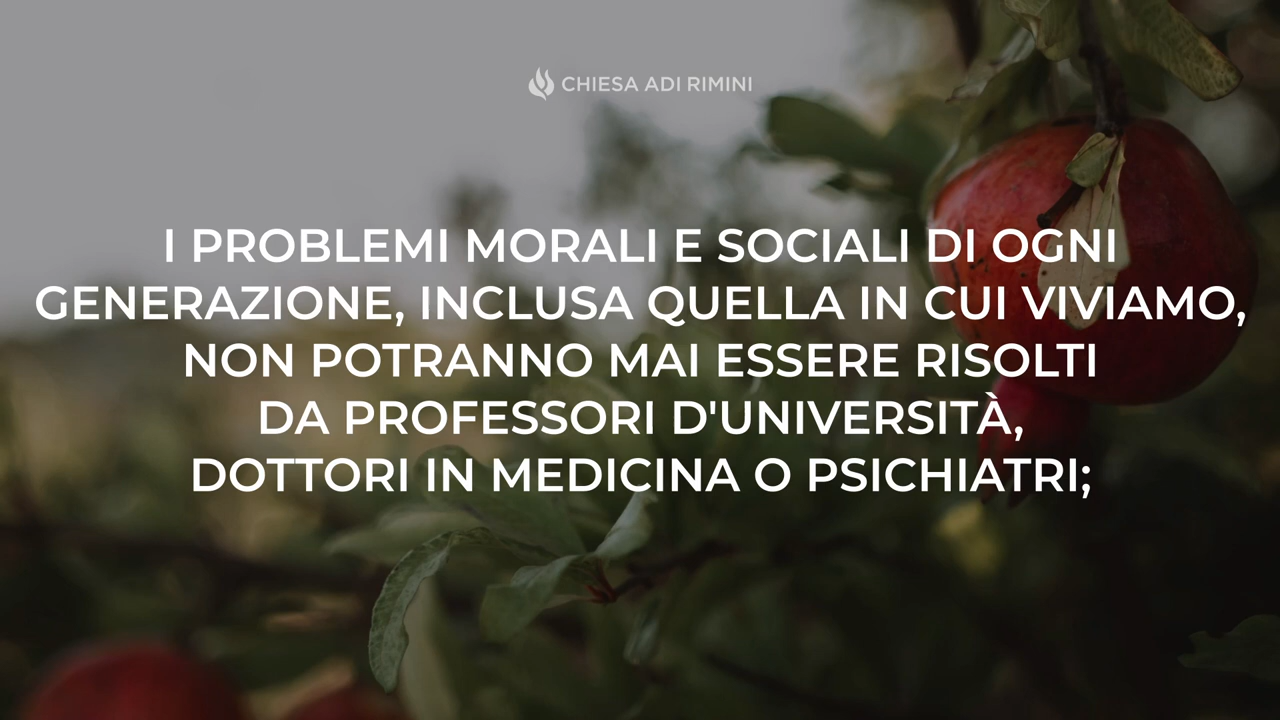 CHIESA ADI RIMINI
I PROBLEMI MORALI E SOCIALI DI OGNI
GENERAZIONE, INCLUSA QUELLA IN CUI VIVIAMO,
NON POTRANNO MAI ESSERE RISOLTI
DA PROFESSORI D'UNIVERSITÀ,
DOTTORI IN MEDICINA O PSICHIATRI;